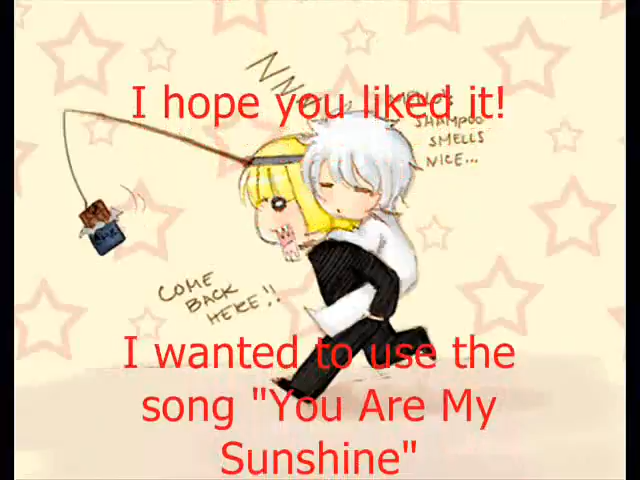 I hope you liked it!
SHAMPOO
SMELLS
NICE...
COME
BACK
HERE!!
I wanted to use the
song "You Are My
Sunshine"